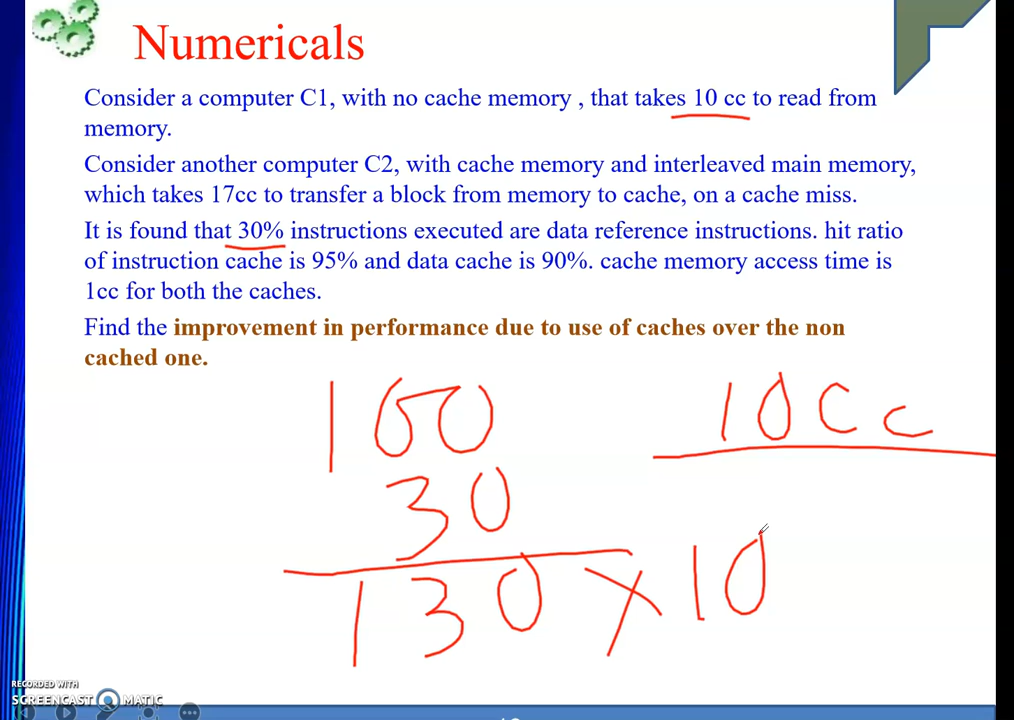 Numericals
Consider a computer C1, with no cache memory , that takes 10 cc to read from
memory.
Consider another computer C2, with cache memory and interleaved main memory,
which takes 17cc to transfer a block from memory to cache, on a cache miss.
It is found that 30% instructions executed are data reference instructions. hit ratio
of instruction cache is 95% and data cache is 90%. cache memory access time is
1cc for both the caches.
Find the improvement in performance due to use of caches over the non
cached one.
100
10 Cc
30
130 x 10
RECORDED WITH
SCREENCAST MATIC